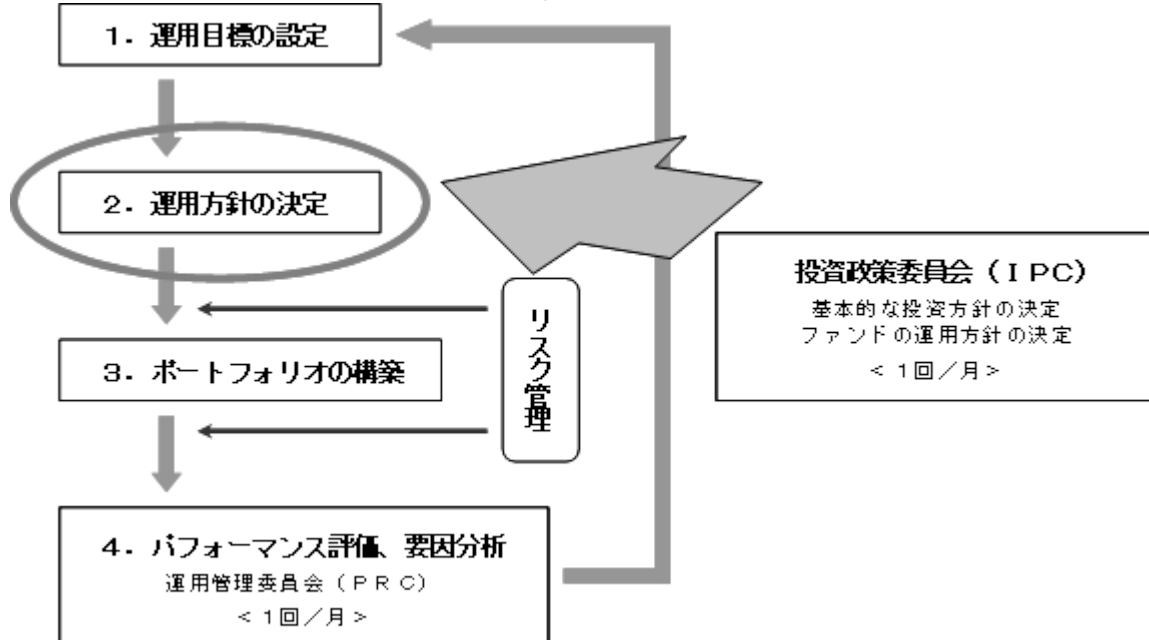 1．運用目標の設定
2．運用方針の決定
投資政策委員会（IPC）
基本的な投資方針の決定
ファンドの運用方針の決定
＜1回／月＞
リスク管理
3．ポートフォリオの構築
4．パフォーマンス評価、要因分析
運用管理委員会（PRC）
＜1回／月＞